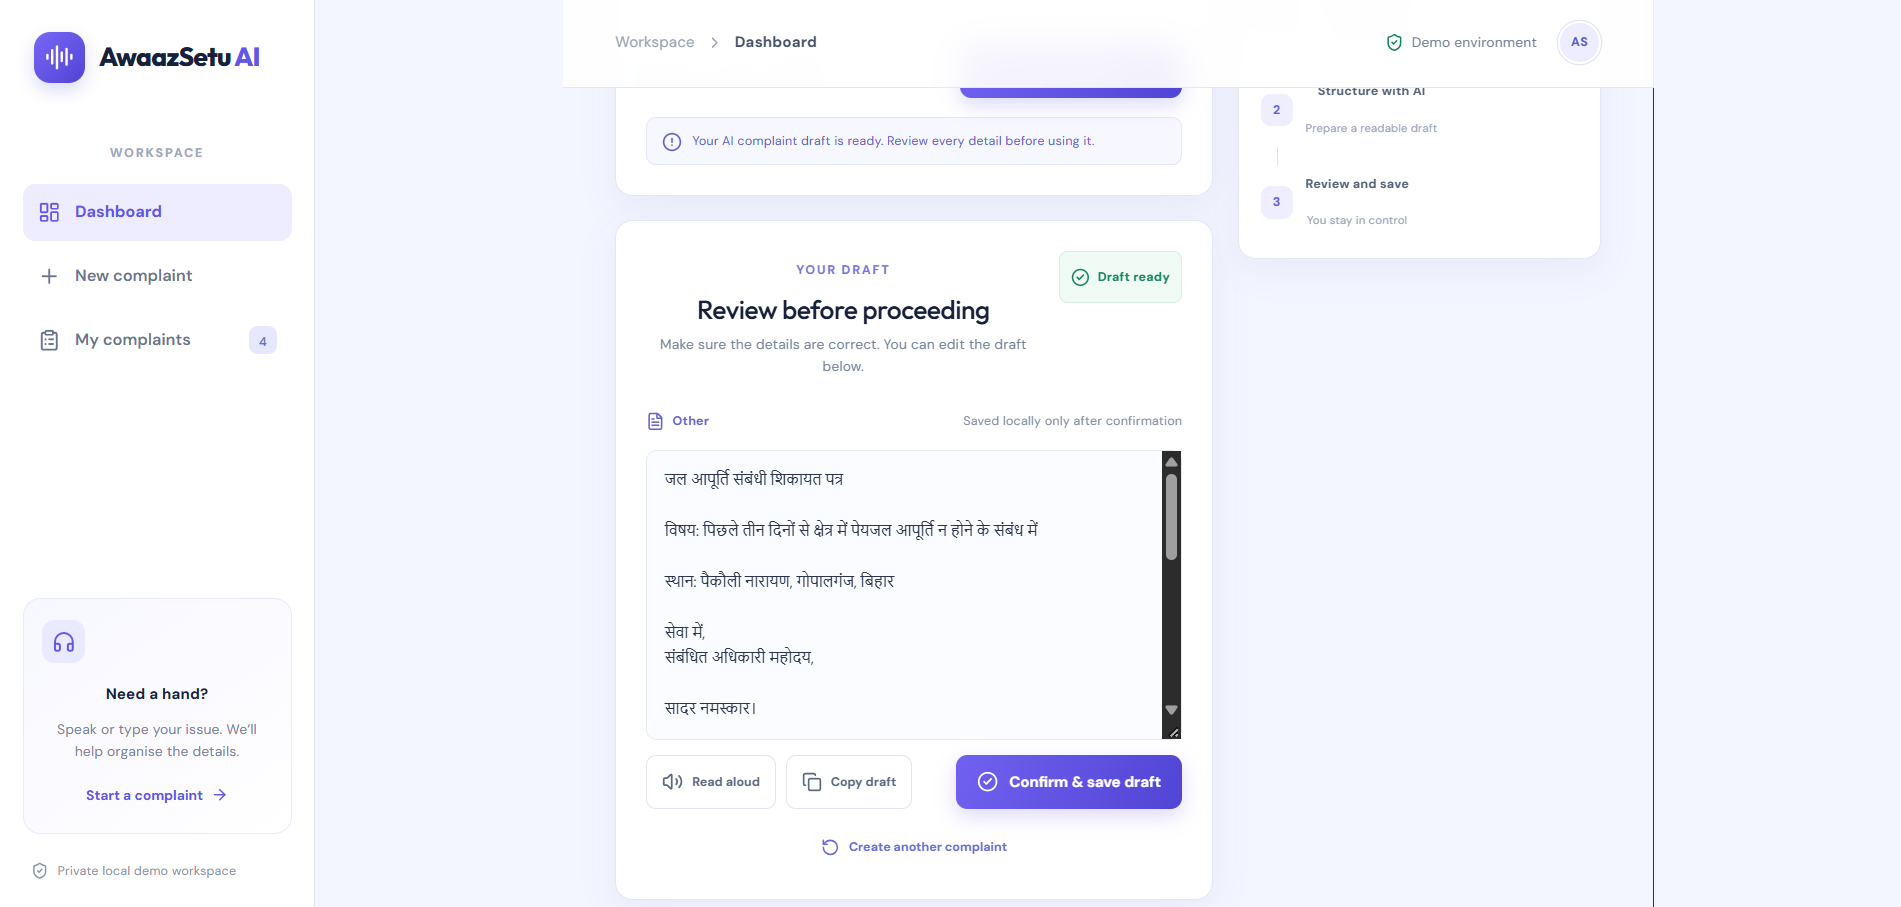 AwaazSetu AI
WORKSPACE
Dashboard
New complaint
My complaints
4
Need a hand?
Speak or type your issue. We'll
help organise the details.
Start a complaint
Private local demo workspace
Workspace > Dashboard
Demo environment
AS
Your AI complaint draft is ready. Review every detail before using it.
YOUR DRAFT
Draft ready
Review before proceeding
Make sure the details are correct. You can edit the draft
below.
Other
Saved locally only after confirmation
जल आपूर्ति संबंधी शिकायत पत्र
विषय: पिछले तीन दिनों से क्षेत्र में पेयजल आपूर्ति न होने के संबंध में
स्थान: पैकौली नारायण, गोपालगंज, बिहार
सेवा में,
संबंधित अधिकारी महोदय,
सादर नमस्कार।
Read aloud
Copy draft
Confirm & save draft
Create another complaint
2
Structure with AI
Prepare a readable draft
3
Review and save
You stay in control